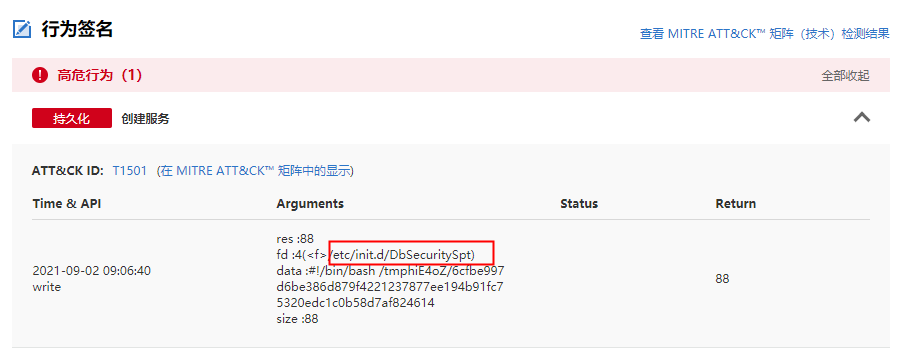 行为签名
查看 MITRE ATT&CK™ 矩阵（技术）检测结果
高危行为（1）
全部收起
持久化 创建服务
ATT&CK ID: T1501 (在 MITRE ATT&CK™ 矩阵中的显示)
Time & API Arguments Status Return
res :88
fd :4(<f>/etc/init.d/DbSecuritySpt)
2021-09-02 09:06:40
write
data :#!/bin/bash /tmphiE4oZ/6cfbe997
d6be386d879f4221237877ee194b91fc7
5320edc1c0b58d7af824614
size :88
88